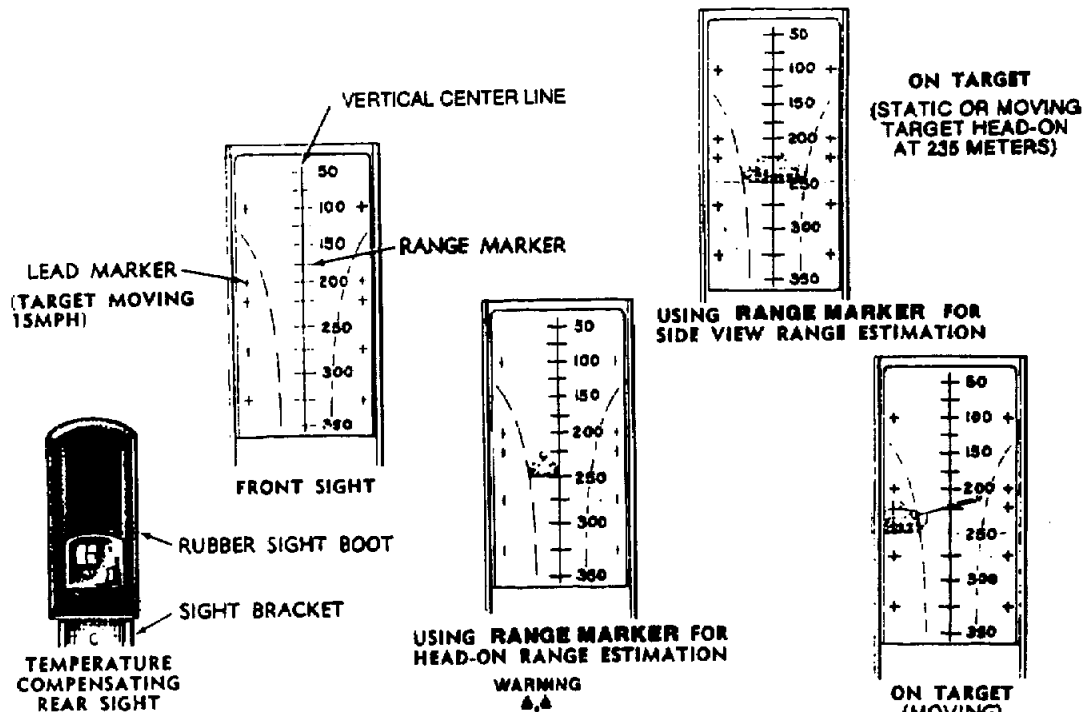 VERTICAL CENTER LINE
50
100
150
200
250
300
350
RANGE MARKER
LEAD MARKER
(TARGET MOVING
15MPH)
FRONT SIGHT
RUBBER SIGHT BOOT
SIGHT BRACKET
C
TEMPERATURE
COMPENSATING
REAR SIGHT
50
100
150
200
250
300
350
USING RANGE MARKER FOR
HEAD-ON RANGE ESTIMATION
WARNING
50
100
150
200
250
300
350
ON TARGET
(STATIC OR MOVING
TARGET HEAD-ON
AT 235 METERS)
USING RANGE MARKER FOR
SIDE VIEW RANGE ESTIMATION
50
100
150
200
250
300
350
ON TARGET
(MOVING)